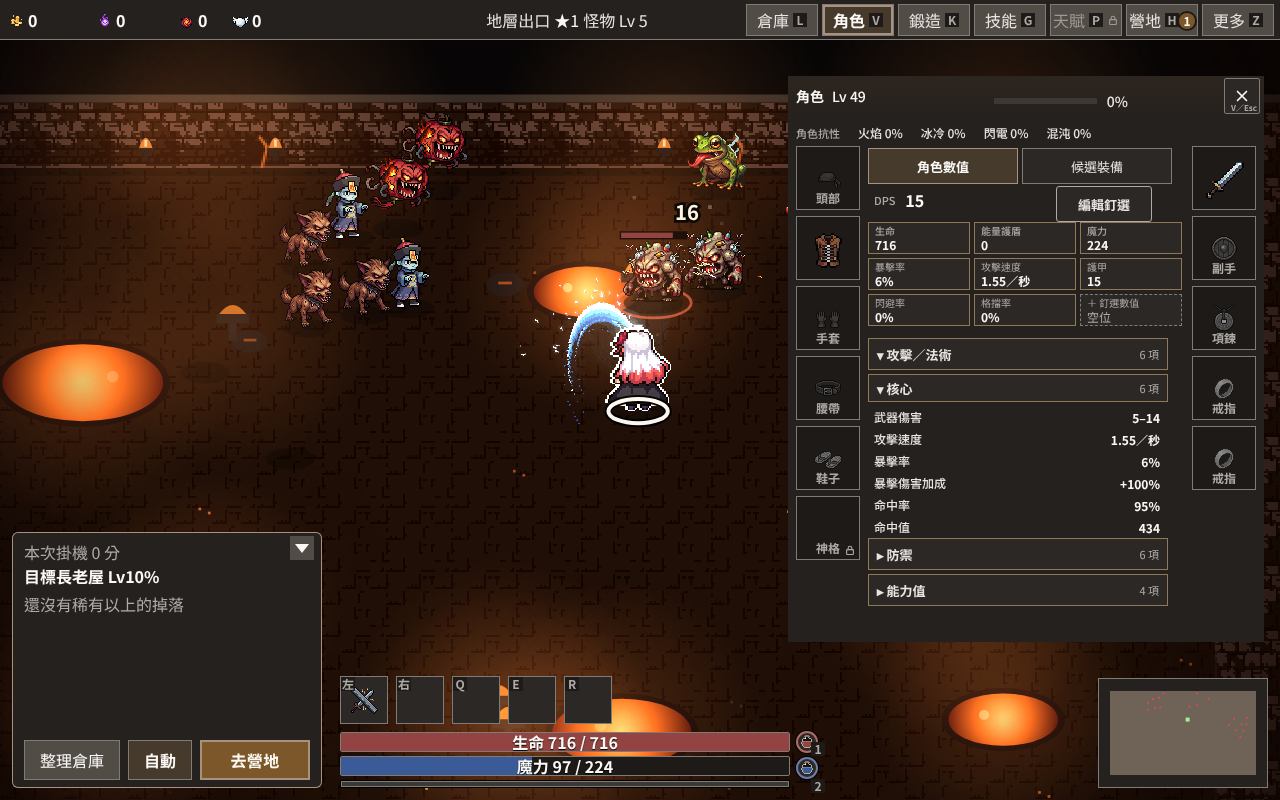 0 0 0 0 地層出口 ★1 怪物 Lv 5 倉庫 L 角色 V 鍛造 K 技能 G 天賦 P 營地 H 1 更多 Z
角色 Lv 49 0% V／Esc
角色抗性 火焰 0% 冰冷 0% 閃電 0% 混沌 0%
頭部 角色數值 候選裝備
DPS 15 編輯釘選
16
生命 能量護盾 魔力
716 0 224
暴擊率 攻擊速度 護甲
6% 1.55／秒 15
副手
閃避率 格擋率 ＋ 釘選數值
0% 0% 空位
手套 項鍊
▾攻擊／法術 6 項
▾核心 6 項
腰帶 戒指
武器傷害 5–14
攻擊速度 1.55／秒
暴擊率 6%
鞋子 暴擊傷害加成 +100% 戒指
命中率 95%
命中值 434
神格
▸防禦 6 項
▸能力值 4 項
本次掛機 0 分
目標長老屋 Lv10%
還沒有稀有以上的掉落
整理倉庫 自動 去營地
左 右 Q E R
生命 716 / 716 1
魔力 97 / 224 2